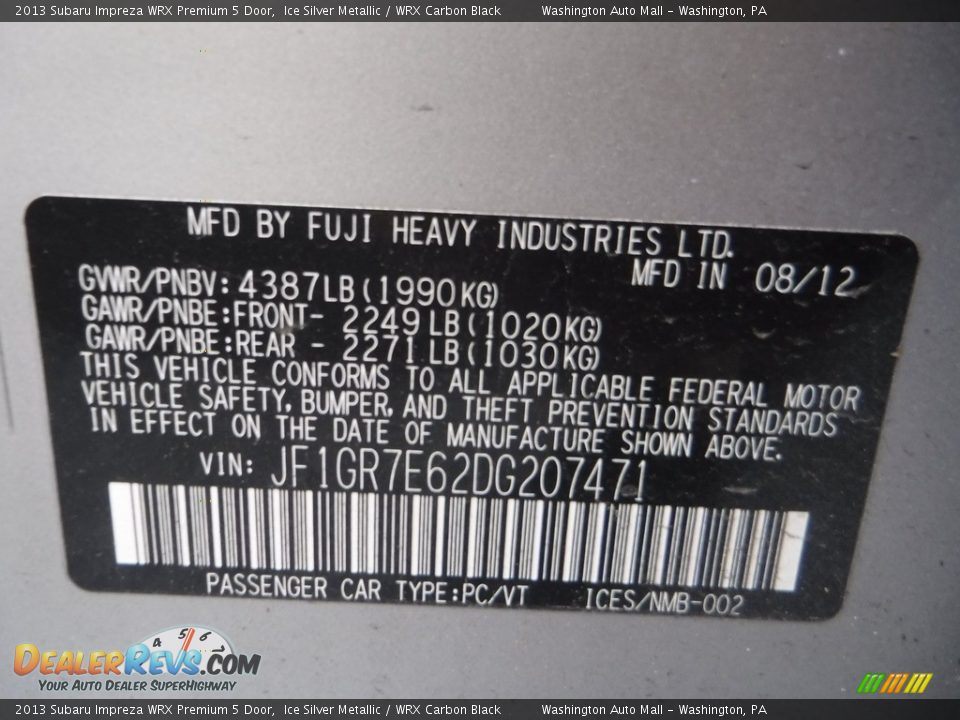 2013 Subaru Impreza WRX Premium 5 Door, Ice Silver Metallic / WRX Carbon Black Washington Auto Mall - Washington, PA
MFD BY FUJI HEAVY INDUSTRIES LTD.
MFD IN 08/12
GVWR/PNBV: 4387LB (1990KG)
GAWR/PNBE:FRONT- 2249 LB (1020KG)
GAWR/PNBE:REAR - 2271 LB (1030KG)
THIS VEHICLE CONFORMS TO ALL APPLICABLE FEDERAL MOTOR
VEHICLE SAFETY, BUMPER, AND THEFT PREVENTION STANDARDS
IN EFFECT ON THE DATE OF MANUFACTURE SHOWN ABOVE.
VIN: JF1GR7E62DG207471
PASSENGER CAR TYPE:PC/VT ICES/NMB-002
4 5 6
DEALERREVS.COM
YOUR AUTO DEALER SUPERHIGHWAY
2013 Subaru Impreza WRX Premium 5 Door, Ice Silver Metallic / WRX Carbon Black Washington Auto Mall - Washington, PA